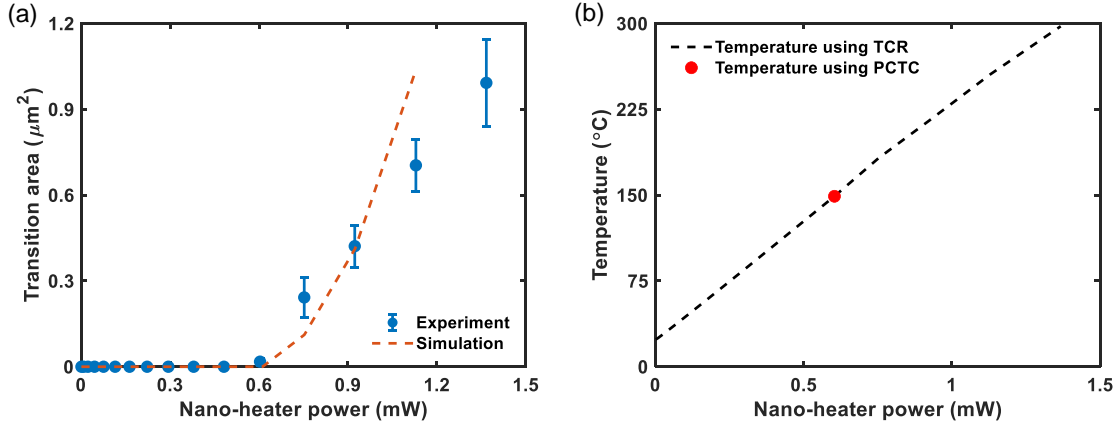 (a)
1.2
0.9
0.6
0.3
0
Transition area (μm²)
Experiment
Simulation
0 0.3 0.6 0.9 1.2 1.5
Nano-heater power (mW)
(b)
300
225
150
75
0
Temperature (°C)
Temperature using TCR
Temperature using PCTC
0 0.5 1 1.5
Nano-heater power (mW)